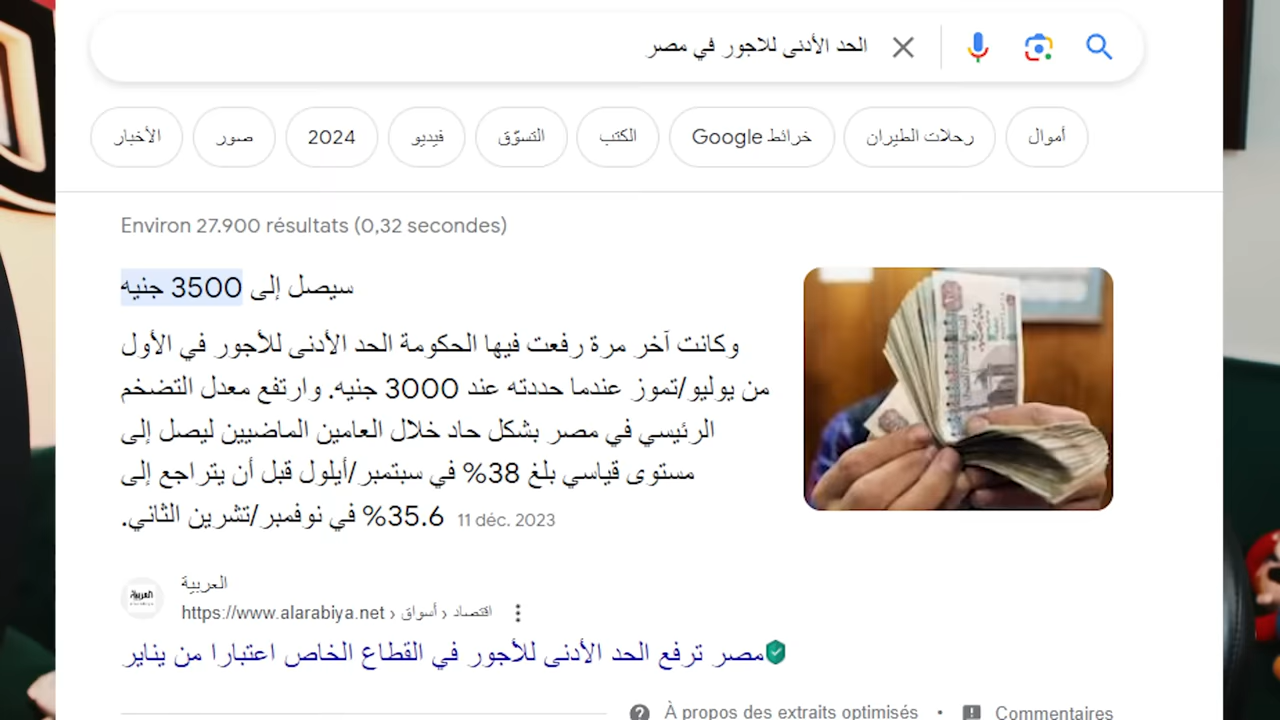 الحد الأدنى للاجور في مصر
الأخبار
صور
2024
فيديو
التسوّق
الكتب
خرائط Google
رحلات الطيران
أموال
Environ 27.900 résultats (0,32 secondes)
سيصل إلى 3500 جنيه
وكانت آخر مرة رفعت فيها الحكومة الحد الأدنى للأجور في الأول
من يوليو/تموز عندما حددته عند 3000 جنيه. وارتفع معدل التضخم
الرئيسي في مصر بشكل حاد خلال العامين الماضيين ليصل إلى
مستوى قياسي بلغ 38% في سبتمبر/أيلول قبل أن يتراجع إلى
35.6% في نوفمبر/تشرين الثاني. 11 déc. 2023
العربية
https://www.alarabiya.net › اقتصاد › أسواق
مصر ترفع الحد الأدنى للأجور في القطاع الخاص اعتبارا من يناير
À propos des extraits optimisés • Commentaires